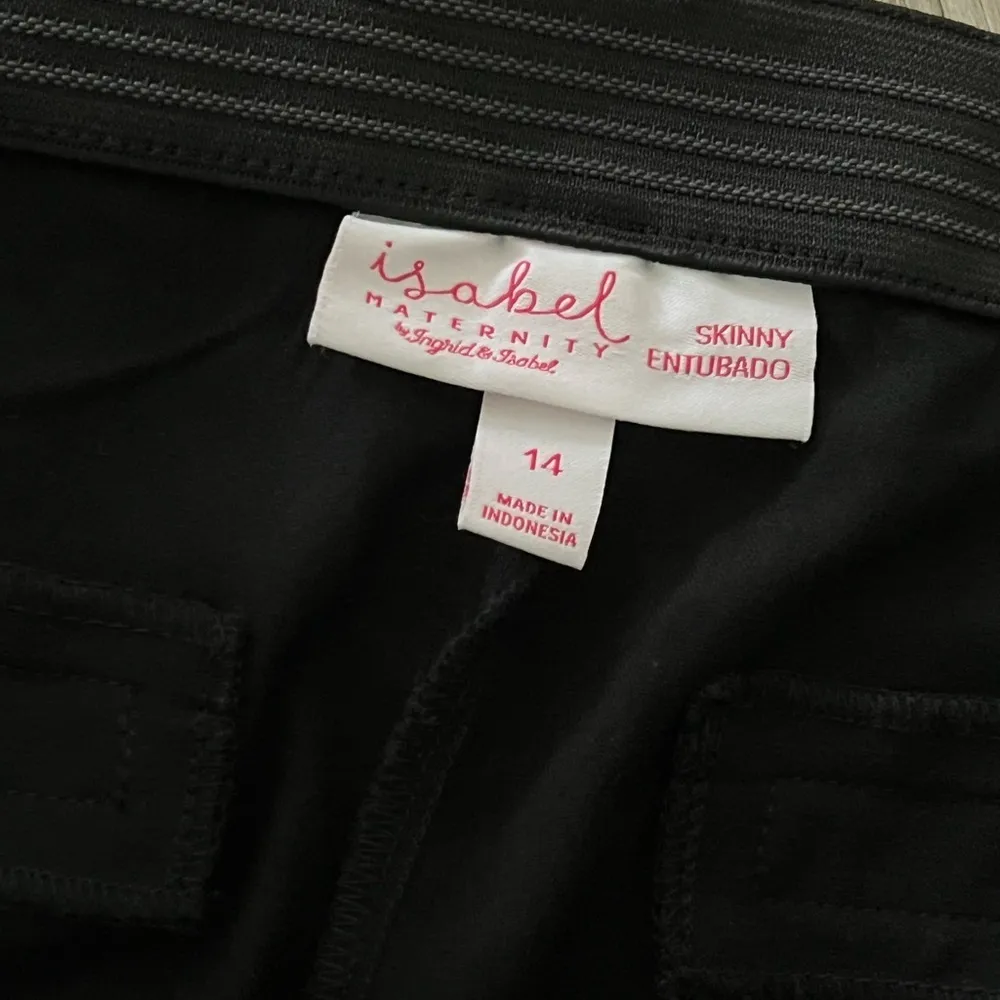 isabel
MATERNITY
by Ingrid & Isabel
SKINNY
ENTUBADO
14
MADE IN
INDONESIA